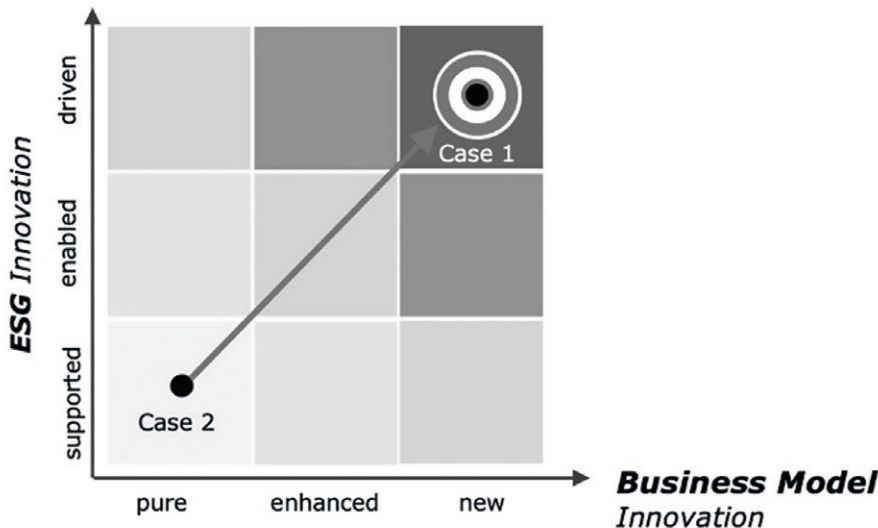 ESG Innovation
driven
enabled
supported
Case 1
Case 2
pure
enhanced
new
Business Model
Innovation